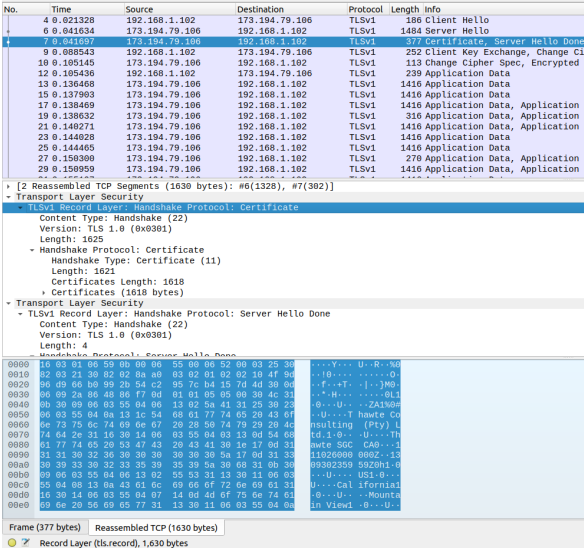 No. Time Source Destination Protocol Length Info
4 0.021328 192.168.1.102 173.194.79.106 TLSv1 186 Client Hello
6 0.041634 173.194.79.106 192.168.1.102 TLSv1 1484 Server Hello
7 0.041697 173.194.79.106 192.168.1.102 TLSv1 377 Certificate, Server Hello Done
9 0.088543 192.168.1.102 173.194.79.106 TLSv1 252 Client Key Exchange, Change Ci
10 0.105145 173.194.79.106 192.168.1.102 TLSv1 113 Change Cipher Spec, Encrypted
12 0.105436 192.168.1.102 173.194.79.106 TLSv1 239 Application Data
13 0.136468 173.194.79.106 192.168.1.102 TLSv1 1416 Application Data
15 0.137903 173.194.79.106 192.168.1.102 TLSv1 1416 Application Data
17 0.138469 173.194.79.106 192.168.1.102 TLSv1 1416 Application Data, Application
19 0.138632 173.194.79.106 192.168.1.102 TLSv1 316 Application Data, Application
21 0.140271 173.194.79.106 192.168.1.102 TLSv1 1416 Application Data, Application
23 0.144028 173.194.79.106 192.168.1.102 TLSv1 1416 Application Data
25 0.144465 173.194.79.106 192.168.1.102 TLSv1 1416 Application Data
27 0.150300 173.194.79.106 192.168.1.102 TLSv1 270 Application Data, Application
29 0.150959 173.194.79.106 192.168.1.102 TLSv1 1416 Application Data, Application
[2 Reassembled TCP Segments (1630 bytes): #6(1328), #7(302)]
Transport Layer Security
TLSv1 Record Layer: Handshake Protocol: Certificate
Content Type: Handshake (22)
Version: TLS 1.0 (0x0301)
Length: 1625
Handshake Protocol: Certificate
Handshake Type: Certificate (11)
Length: 1621
Certificates Length: 1618
Certificates (1618 bytes)
Transport Layer Security
TLSv1 Record Layer: Handshake Protocol: Server Hello Done
Content Type: Handshake (22)
Version: TLS 1.0 (0x0301)
Length: 4
Handshake Protocol: Server Hello Done
0000 16 03 01 06 59 0b 00 06 55 00 06 52 00 03 25 30 ····Y··· U··R··%0
0010 82 03 21 30 82 02 8a a0 03 02 01 02 02 10 4f 9d ··!0···· ······O·
0020 96 d9 66 b0 99 2b 54 c2 95 7c b4 15 7d 4d 30 0d ··f··+T· ·|··}M0·
0030 06 09 2a 86 48 86 f7 0d 01 01 05 05 00 30 4c 31 ··*·H··· ·····0L1
0040 0b 30 09 06 03 55 04 06 13 02 5a 41 31 25 30 23 ·0···U·· ··ZA1%0#
0050 06 03 55 04 0a 13 1c 54 68 61 77 74 65 20 43 6f ··U····T hawte Co
0060 6e 73 75 6c 74 69 6e 67 20 28 50 74 79 29 20 4c nsulting (Pty) L
0070 74 64 2e 31 16 30 14 06 03 55 04 03 13 0d 54 68 td.1·0·· ·U····Th
0080 61 77 74 65 20 53 47 43 20 43 41 30 1e 17 0d 31 awte SGC CA0···1
0090 31 31 30 32 36 30 30 30 30 30 30 5a 17 0d 31 33 11026000 000Z··13
00a0 30 39 33 30 32 33 35 39 35 39 5a 30 68 31 0b 30 09302359 59Z0h1·0
00b0 09 06 03 55 04 06 13 02 55 53 31 13 30 11 06 03 ···U···· US1·0···
00c0 55 04 08 13 0a 43 61 6c 69 66 6f 72 6e 69 61 31 U····Cal ifornia1
00d0 16 30 14 06 03 55 04 07 14 0d 4d 6f 75 6e 74 61 ·0···U·· ··Mounta
00e0 69 6e 20 56 69 65 77 31 13 30 11 06 03 55 04 0a in View1 ·0···U··
Frame (377 bytes) Reassembled TCP (1630 bytes)
Record Layer (tls.record), 1,630 bytes